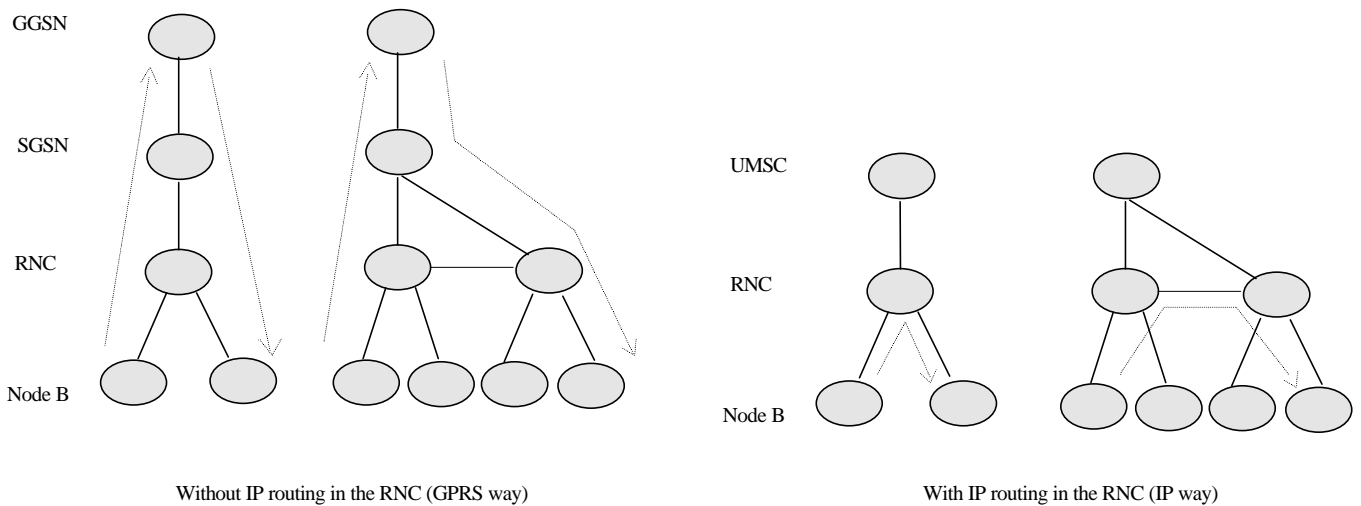 GGSN
SGSN
RNC
Node B
Without IP routing in the RNC (GPRS way)
UMSC
RNC
Node B
With IP routing in the RNC (IP way)